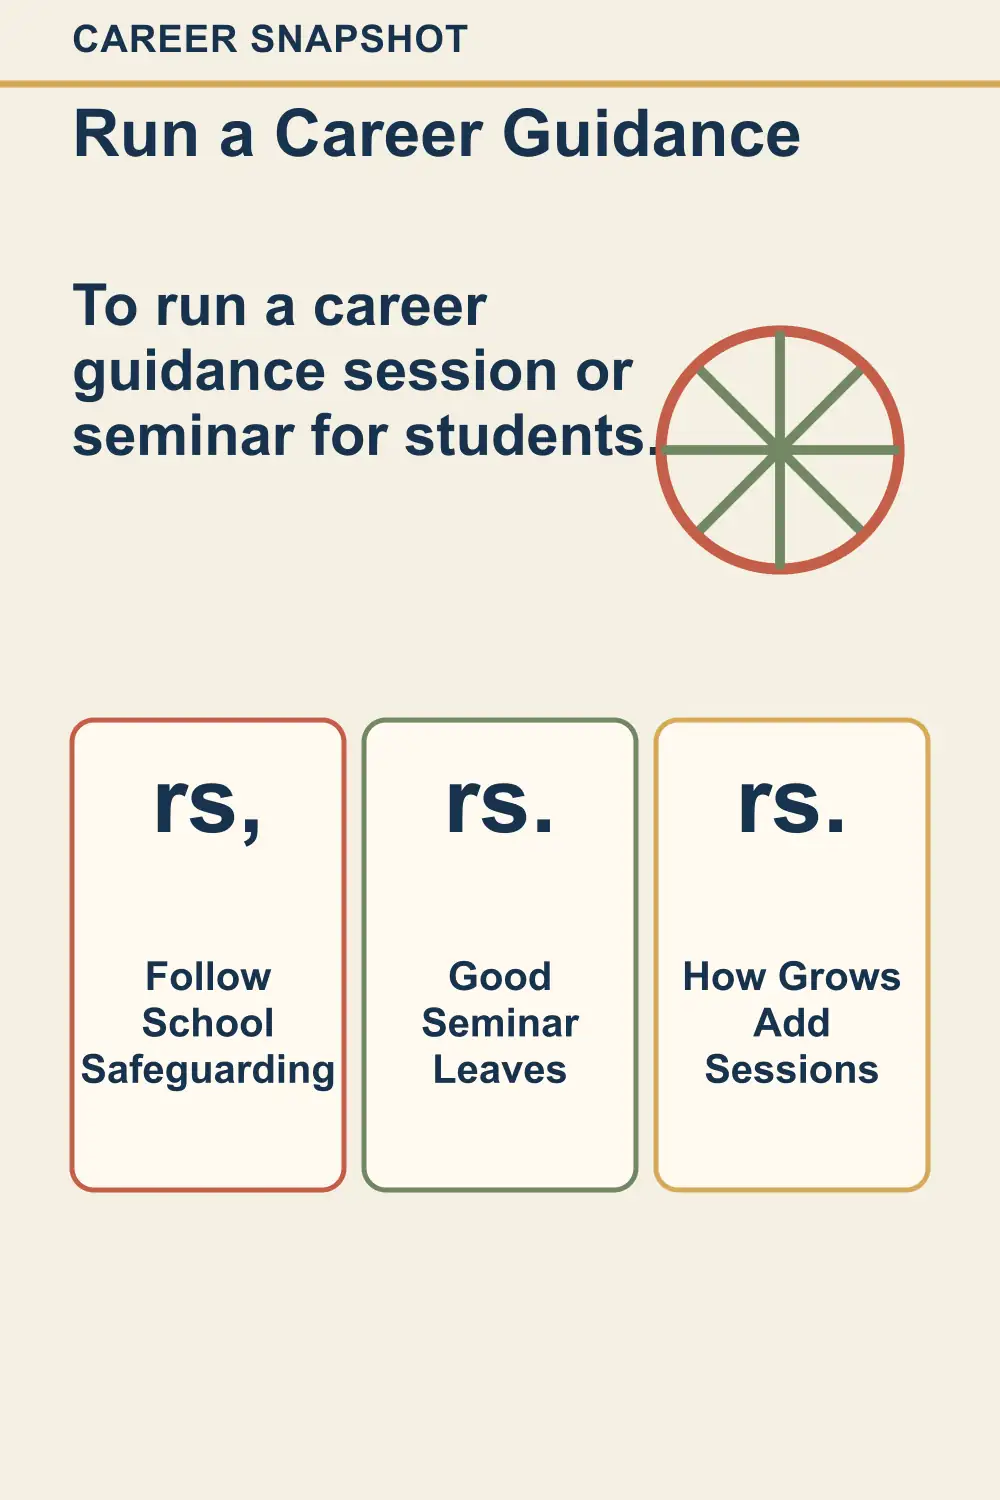 CAREER SNAPSHOT
Run a Career Guidance
To run a career
guidance session or
seminar for students.
rs,
Follow
School
Safeguarding
rs.
Good
Seminar
Leaves
rs.
How Grows
Add
Sessions